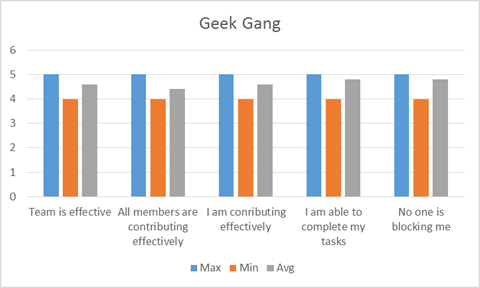 Geek Gang
6
5
4
3
2
1
0
Team is effective
All members are
contributing
effectively
I am conributing
effectively
I am able to
complete my
tasks
No one is
blocking me
Max
Min
Avg